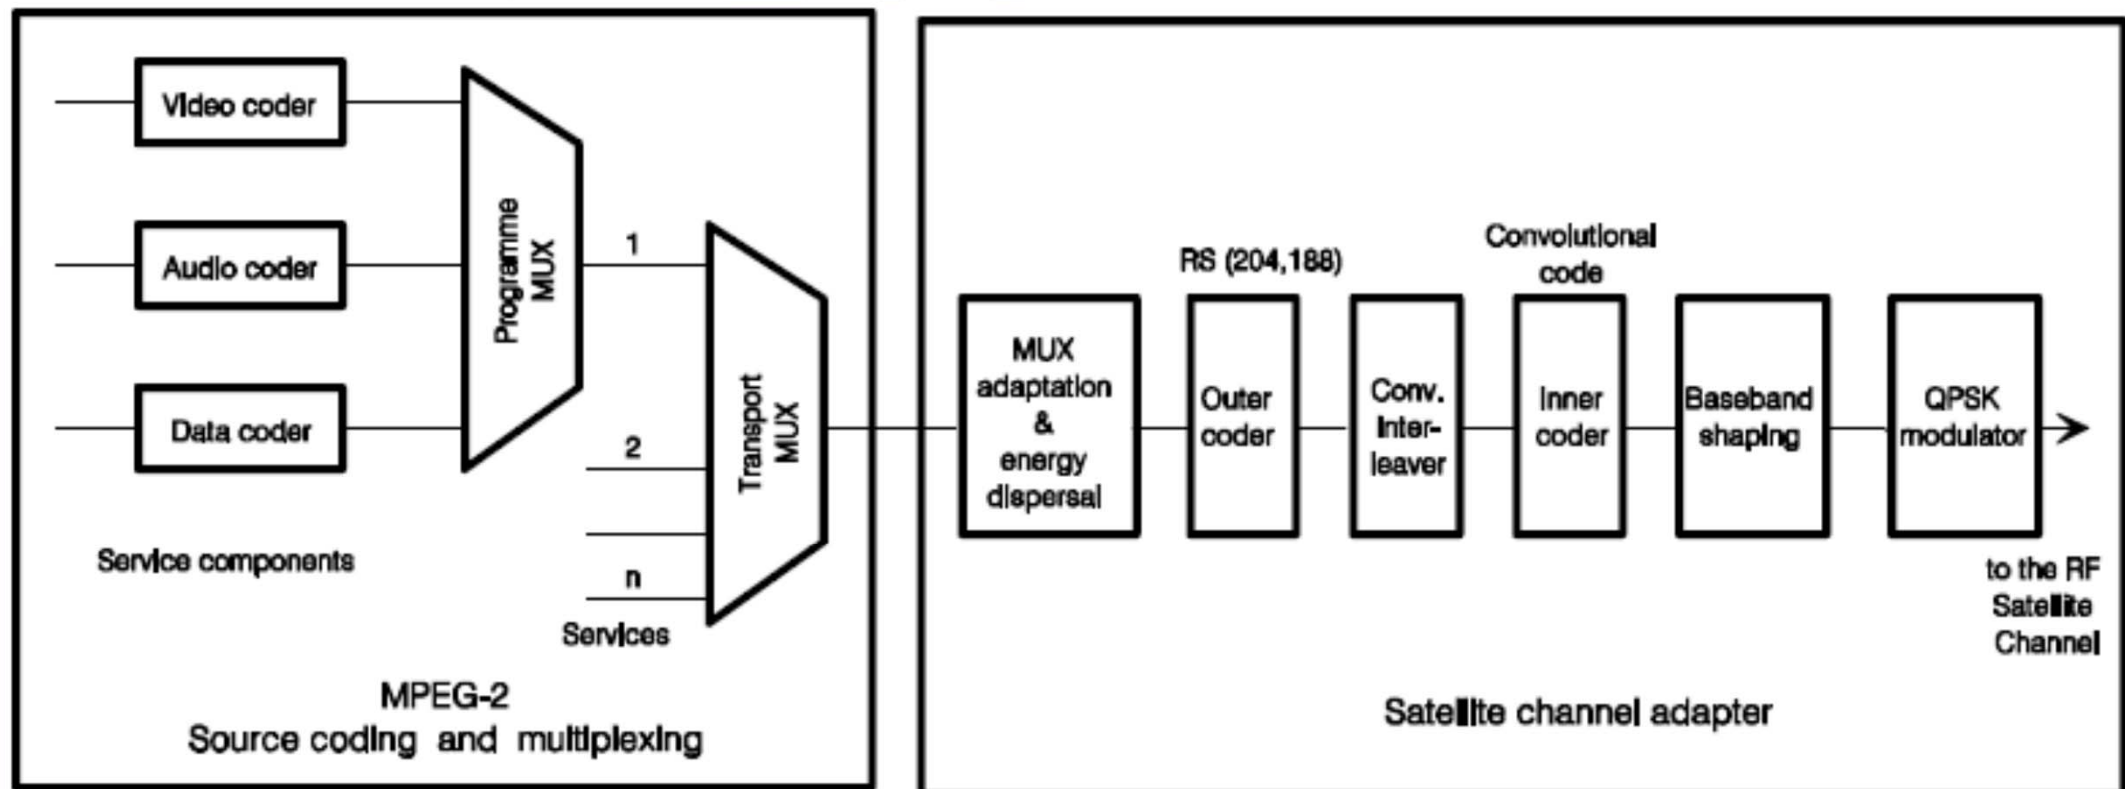 Video coder
Audio coder
Data coder
Service components
Programme
MUX
1
2
n
Services
Transport
MUX
MPEG-2
Source coding and multiplexing
MUX
adaptation
&
energy
dispersal
RS (204,188)
Outer
coder
Conv.
Inter-
leaver
Convolutional
code
Inner
coder
Baseband
shaping
QPSK
modulator
to the RF
Satellite
Channel
Satellite channel adapter